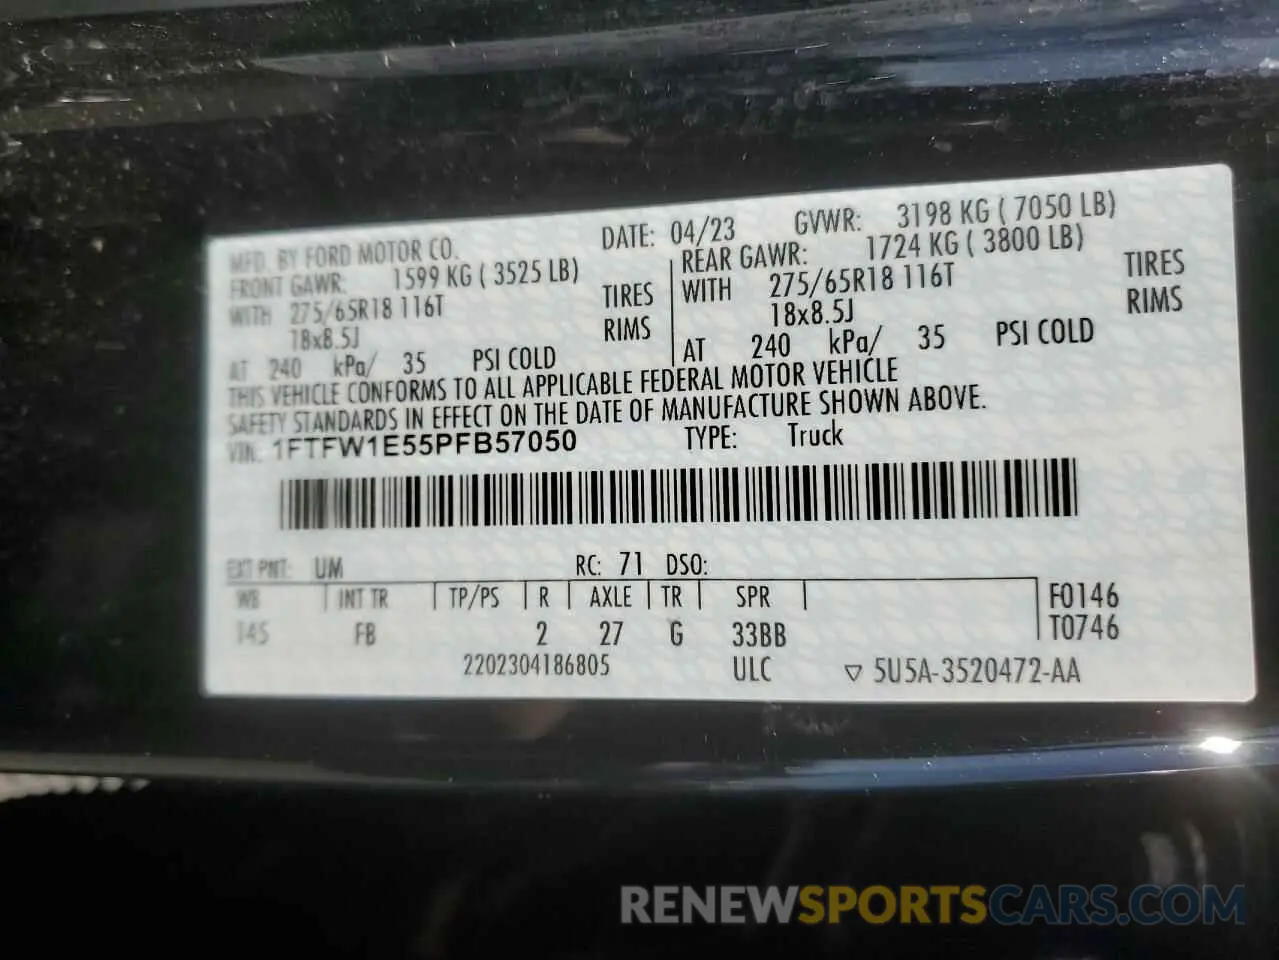 MFD. BY FORD MOTOR CO. DATE: 04/23 GVWR: 3198 KG ( 7050 LB)
FRONT GAWR: 1599 KG ( 3525 LB) REAR GAWR: 1724 KG ( 3800 LB)
WITH 275/65R18 116T TIRES WITH 275/65R18 116T TIRES
18x8.5J RIMS 18x8.5J RIMS
AT 240 kPa/ 35 PSI COLD AT 240 kPa/ 35 PSI COLD
THIS VEHICLE CONFORMS TO ALL APPLICABLE FEDERAL MOTOR VEHICLE
SAFETY STANDARDS IN EFFECT ON THE DATE OF MANUFACTURE SHOWN ABOVE.
VIN: 1FTFW1E55PFB57050 TYPE: Truck
EXT PNT: UM RC: 71 DSO:
WB INT TR TP/PS R AXLE TR SPR F0146
145 FB 2 27 G 33BB T0746
2202304186805 ULC ▽ 5U5A-3520472-AA
RENEWSPORTSCARS.COM